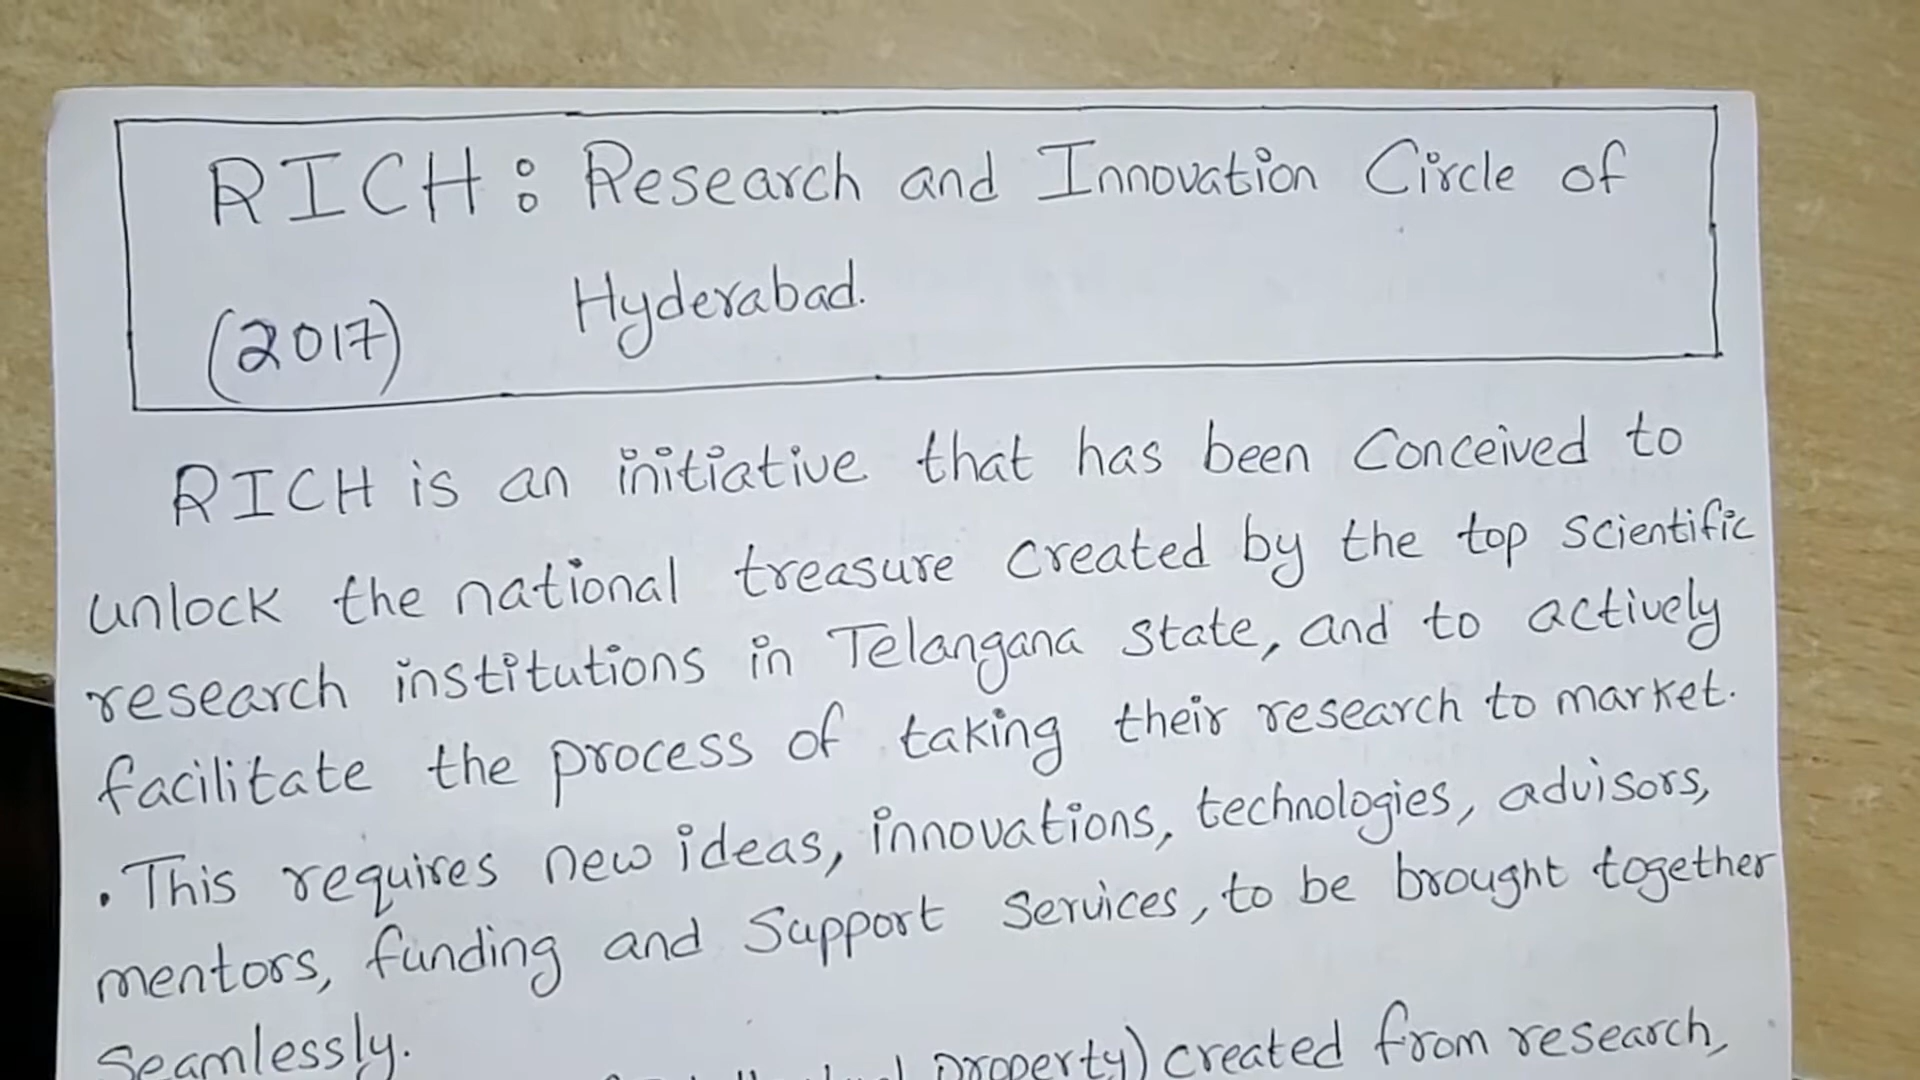 RICH: Research and Innovation Circle of
(2017) Hyderabad.
RICH is an initiative that has been conceived to
unlock the national treasure created by the top scientific
research institutions in Telangana state, and to actively
facilitate the process of taking their research to market.
. This requires new ideas, innovations, technologies, advisors,
mentors, funding and support services, to be brought together
seamlessly.
property) created from research,